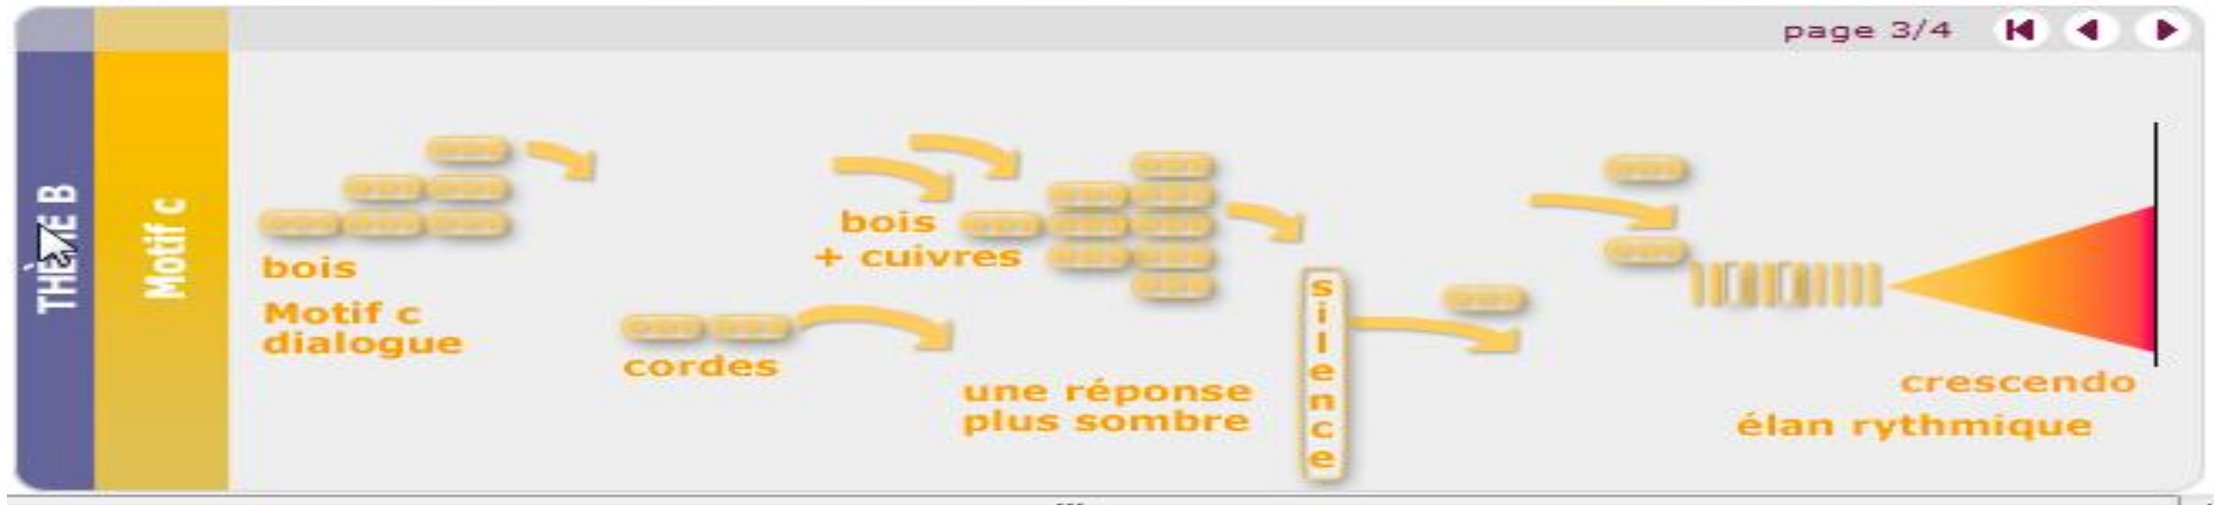 page 3/4
THÈME B
Motif c
bois
Motif c
dialogue
cordes
bois
+ cuivres
une réponse
plus sombre
silence
crescendo
élan rythmique